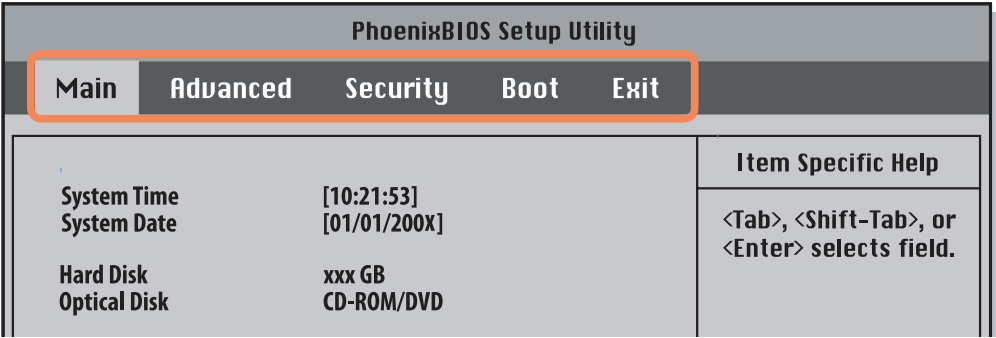 PhoenixBIOS Setup Utility
Main Advanced Security Boot Exit
System Time [10:21:53]
System Date [01/01/200X]
Hard Disk xxx GB
Optical Disk CD-ROM/DVD
Item Specific Help
<Tab>, <Shift-Tab>, or
<Enter> selects field.